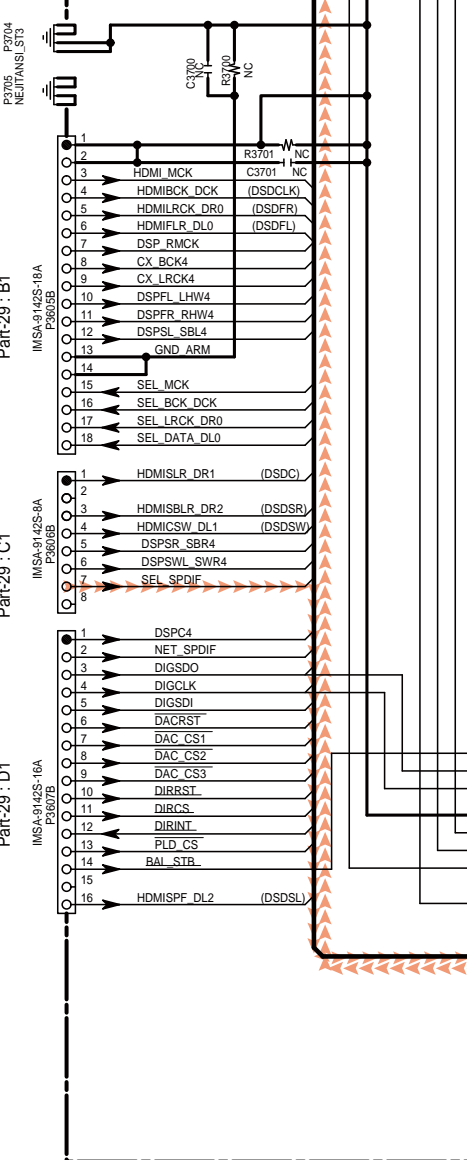 P3704
P3705
NEJITANSI_ST3
C3700
NC
R3700
NC
Part-29 : B1
IMSA-9142S-18A
P3605B
1
2
R3701 NC
C3701 NC
3 HDMI_MCK
4 HDMIBCK_DCK (DSDCLK)
5 HDMILRCK_DR0 (DSDFR)
6 HDMIFLR_DL0 (DSDFL)
7 DSP_RMCK
8 CX_BCK4
9 CX_LRCK4
10 DSPFL_LHW4
11 DSPFR_RHW4
12 DSPSL_SBL4
13 GND_ARM
14
15 SEL_MCK
16 SEL_BCK_DCK
17 SEL_LRCK_DR0
18 SEL_DATA_DL0
Part-29 : C1
IMSA-9142S-8A
P3606B
1 HDMISLR_DR1 (DSDC)
2
3 HDMISBLR_DR2 (DSDSR)
4 HDMICSW_DL1 (DSDSW)
5 DSPSR_SBR4
6 DSPSWL_SWR4
7 SEL_SPDIF
8
Part-29 : D1
IMSA-9142S-16A
P3607B
1 DSPC4
2 NET_SPDIF
3 DIGSDO
4 DIGCLK
5 DIGSDI
6 DACRST
7 DAC_CS1
8 DAC_CS2
9 DAC_CS3
10 DIRRST
11 DIRCS
12 DIRINT
13 PLD_CS
14 BAL_STB
15
16 HDMISPF_DL2 (DSDSL)